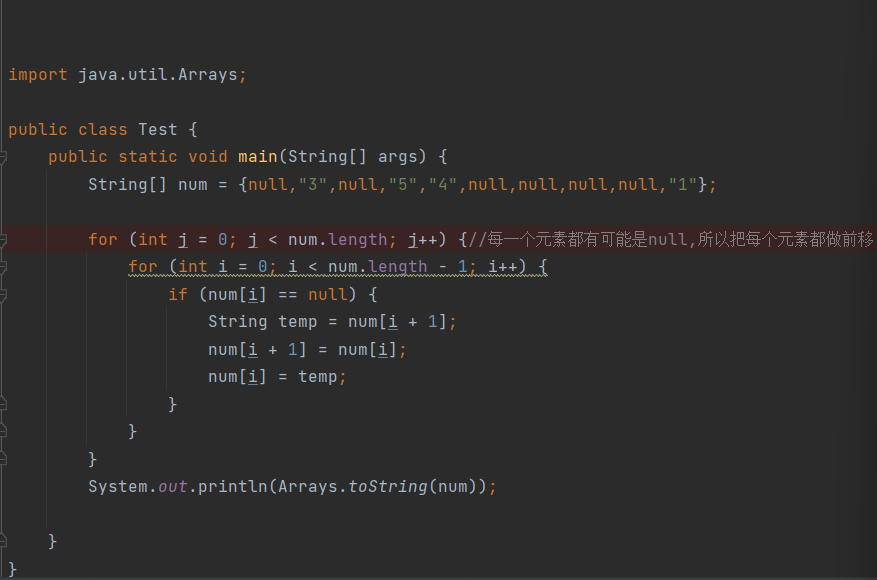 import java.util.Arrays;
public class Test {
public static void main(String[] args) {
String[] num = {null,"3",null,"5","4",null,null,null,null,"1"};
for (int j = 0; j < num.length; j++) {//每一个元素都有可能是null,所以把每个元素都做前移
for (int i = 0; i < num.length - 1; i++) {
if (num[i] == null) {
String temp = num[i + 1];
num[i + 1] = num[i];
num[i] = temp;
}
}
}
System.out.println(Arrays.toString(num));
}
}